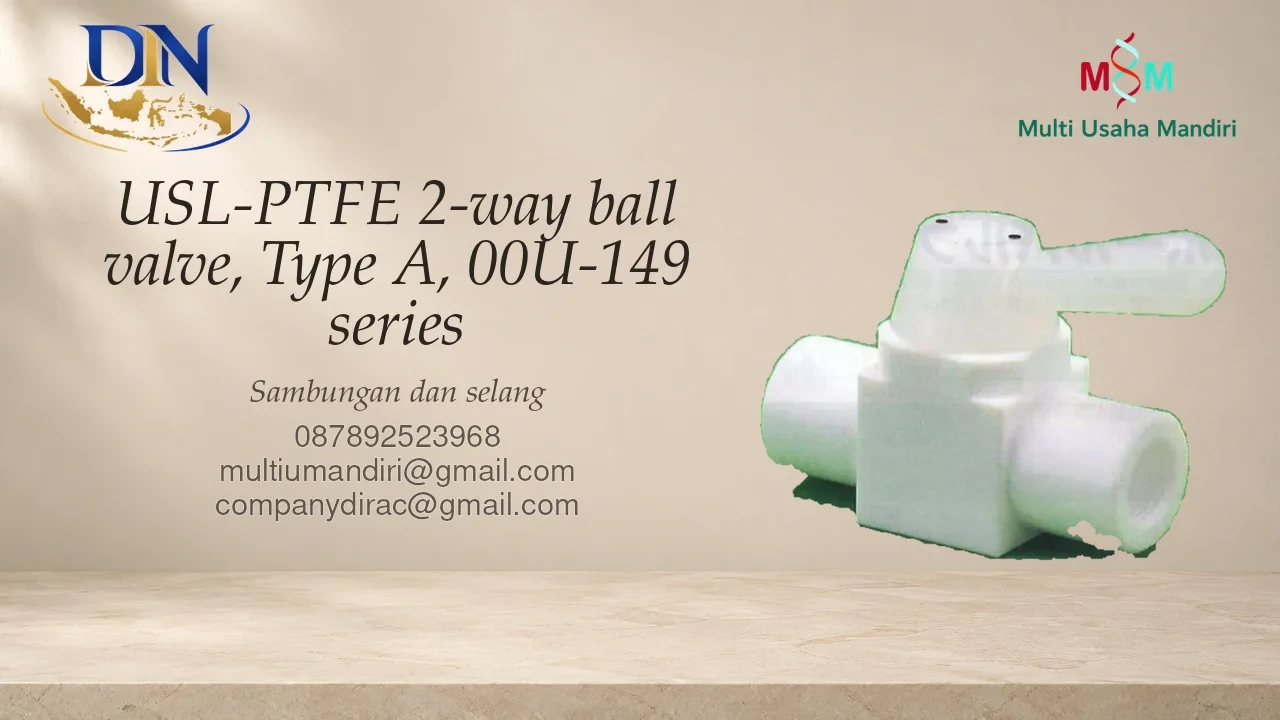 DN
M M
Multi Usaha Mandiri
USL-PTFE 2-way ball
valve, Type A, 00U-149
series
Sambungan dan selang
087892523968
multiumandiri@gmail.com
companydirac@gmail.com